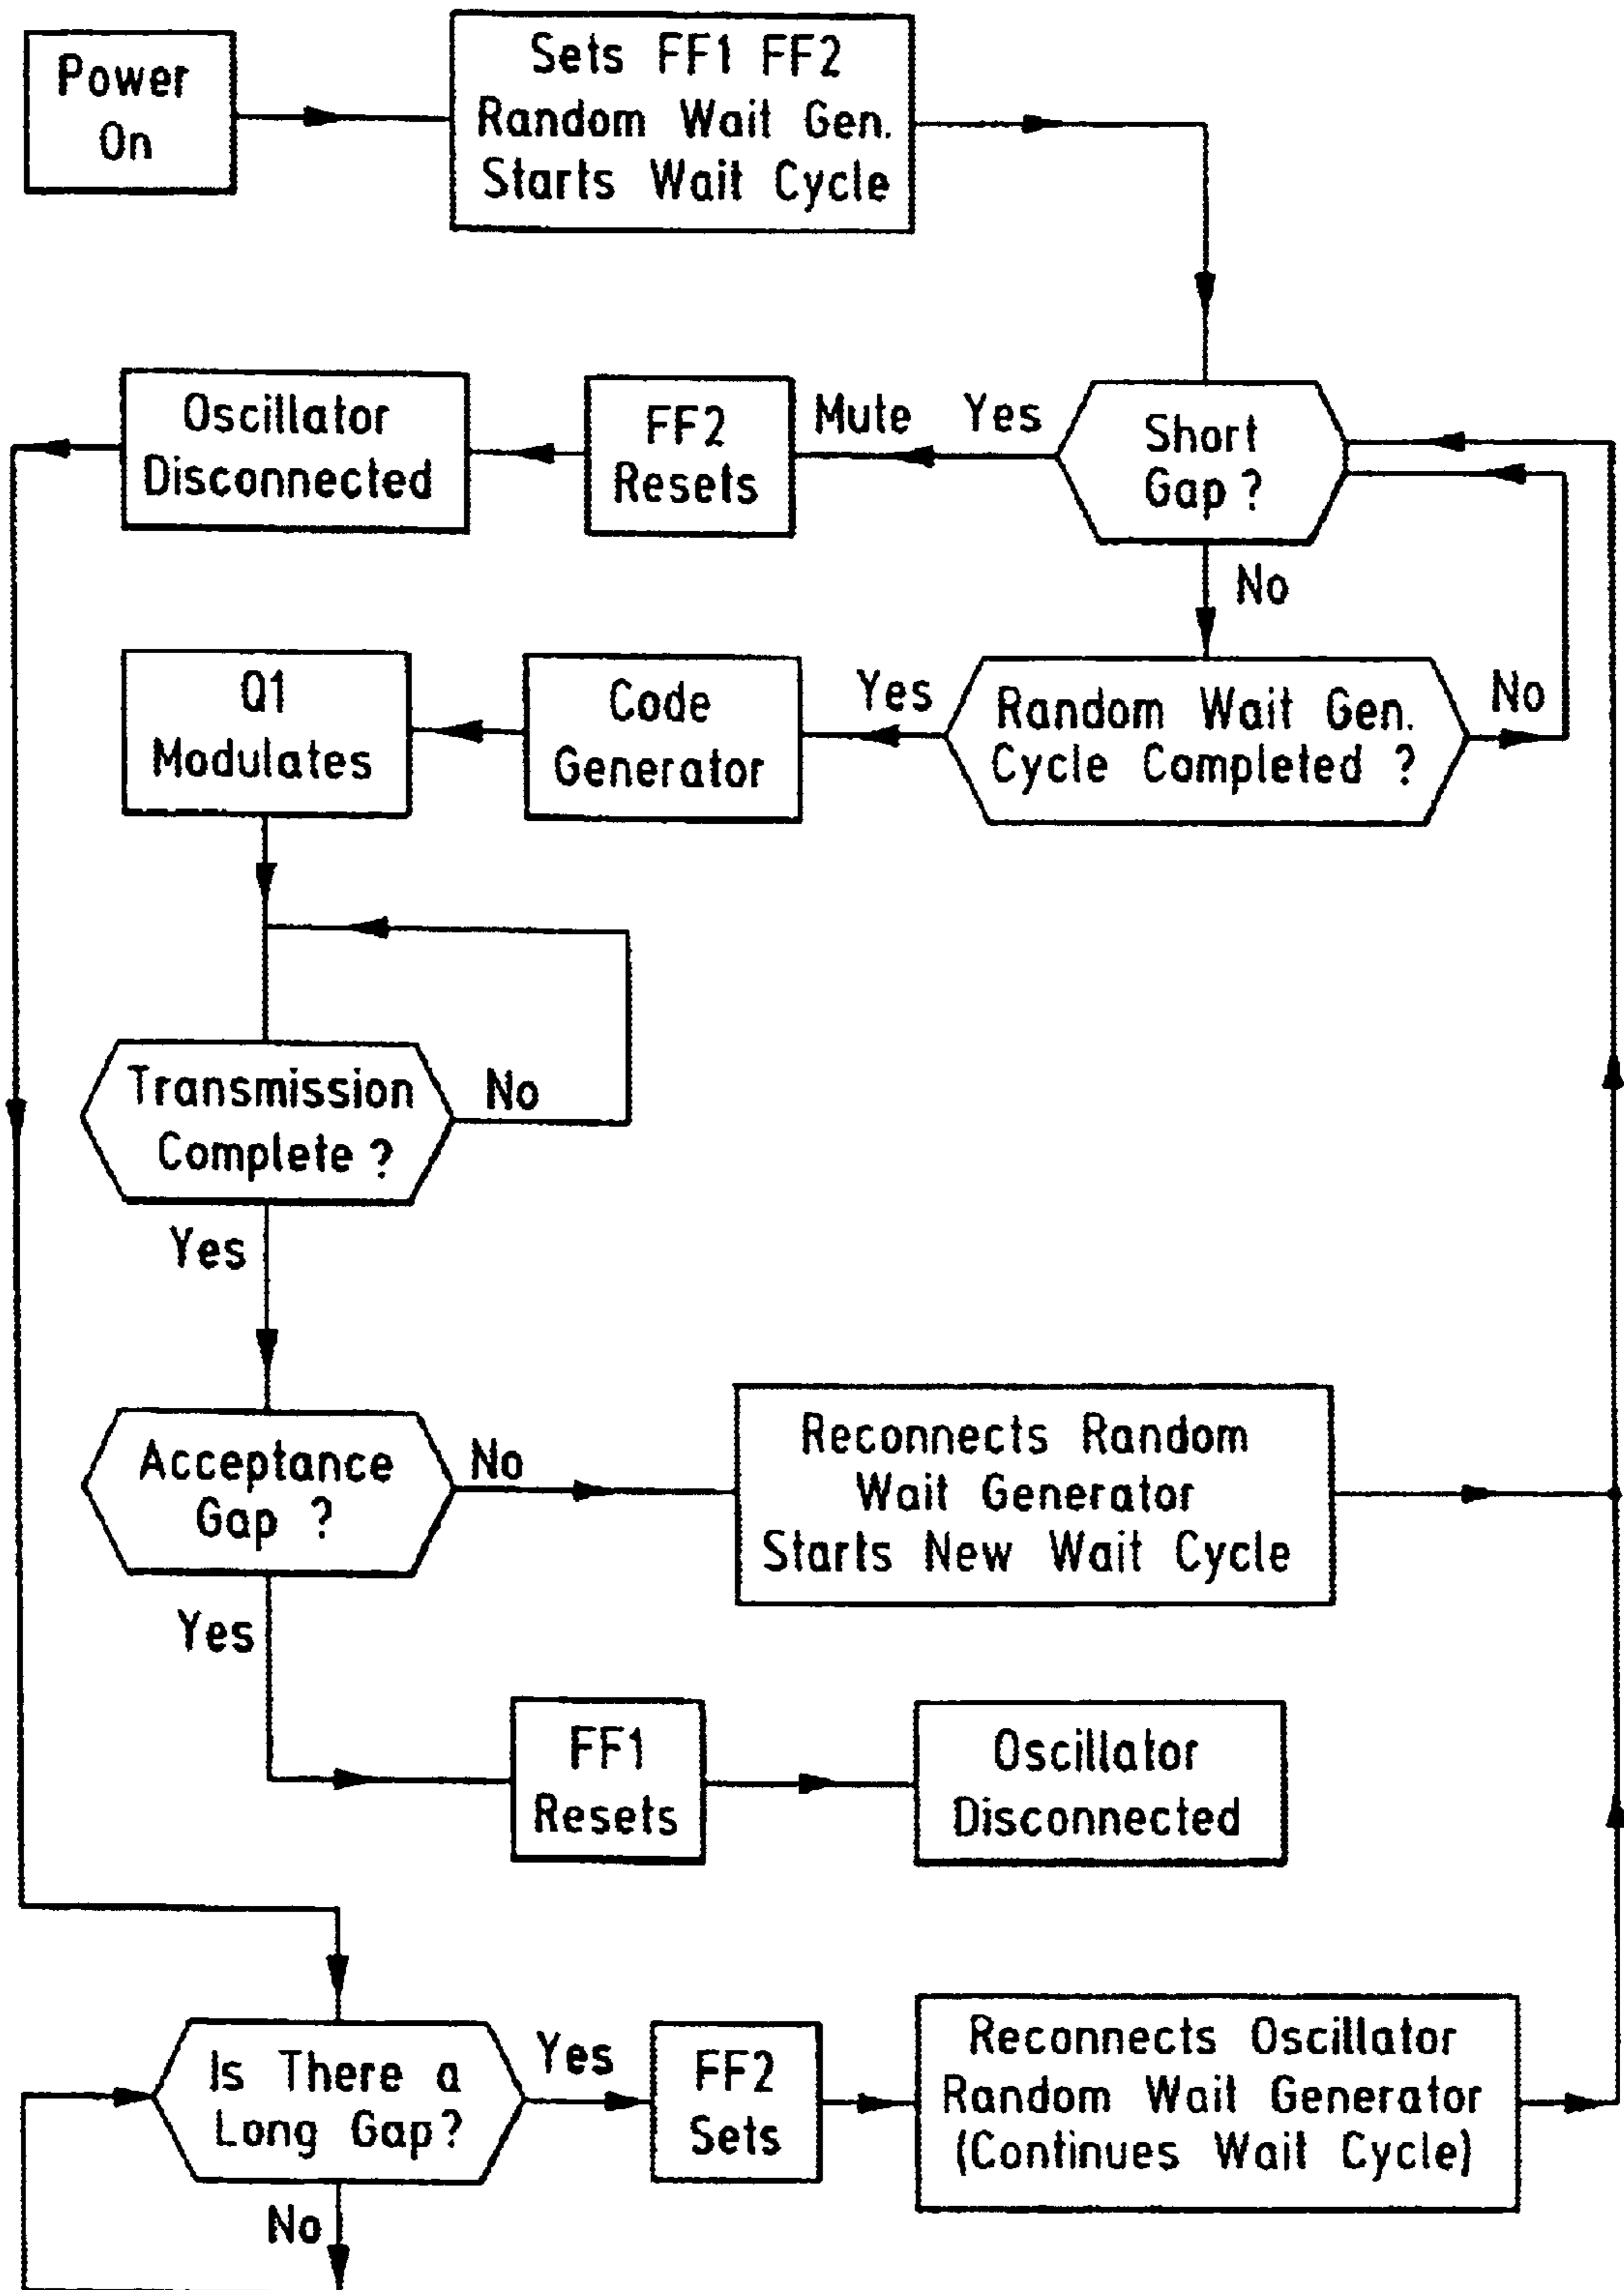 Power
On
Sets FF1 FF2
Random Wait Gen.
Starts Wait Cycle
Oscillator
Disconnected
FF2
Resets
Mute Yes
Short
Gap ?
No
Q1
Modulates
Code
Generator
Yes
Random Wait Gen.
Cycle Completed ?
No
Transmission
Complete ?
No
Yes
Acceptance
Gap ?
No
Reconnects Random
Wait Generator
Starts New Wait Cycle
Yes
FF1
Resets
Oscillator
Disconnected
Is There a
Long Gap?
Yes
FF2
Sets
Reconnects Oscillator
Random Wait Generator
(Continues Wait Cycle)
No